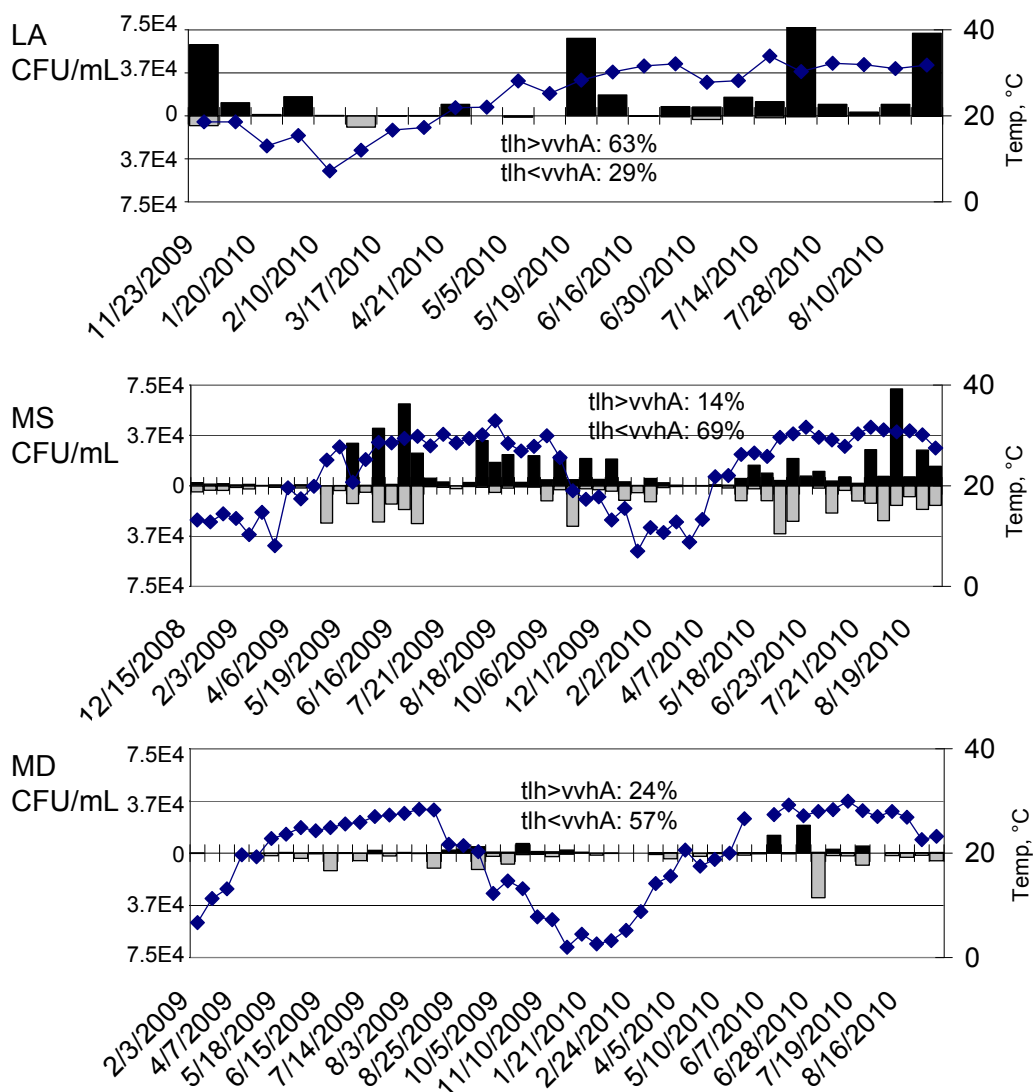 LA
CFU/mL
7.5E4
3.7E4
0
3.7E4
7.5E4
40
20
0
Temp, °C
tlh>vvhA: 63%
tlh<vvhA: 29%
11/23/2009
1/20/2010
2/10/2010
3/17/2010
4/21/2010
5/5/2010
5/19/2010
6/16/2010
6/30/2010
7/14/2010
7/28/2010
8/10/2010
MS
CFU/mL
7.5E4
3.7E4
0
3.7E4
7.5E4
40
20
0
Temp, °C
tlh>vvhA: 14%
tlh<vvhA: 69%
12/15/2008
2/3/2009
4/6/2009
5/19/2009
6/16/2009
7/21/2009
8/18/2009
10/6/2009
12/1/2009
2/2/2010
4/7/2010
5/18/2010
6/23/2010
7/21/2010
8/19/2010
MD
CFU/mL
7.5E4
3.7E4
0
3.7E4
7.5E4
40
20
0
Temp, °C
tlh>vvhA: 24%
tlh<vvhA: 57%
2/3/2009
4/7/2009
5/18/2009
6/15/2009
7/14/2009
8/3/2009
8/25/2009
10/5/2009
11/10/2009
1/21/2010
2/24/2010
4/5/2010
5/10/2010
6/7/2010
6/28/2010
7/19/2010
8/16/2010